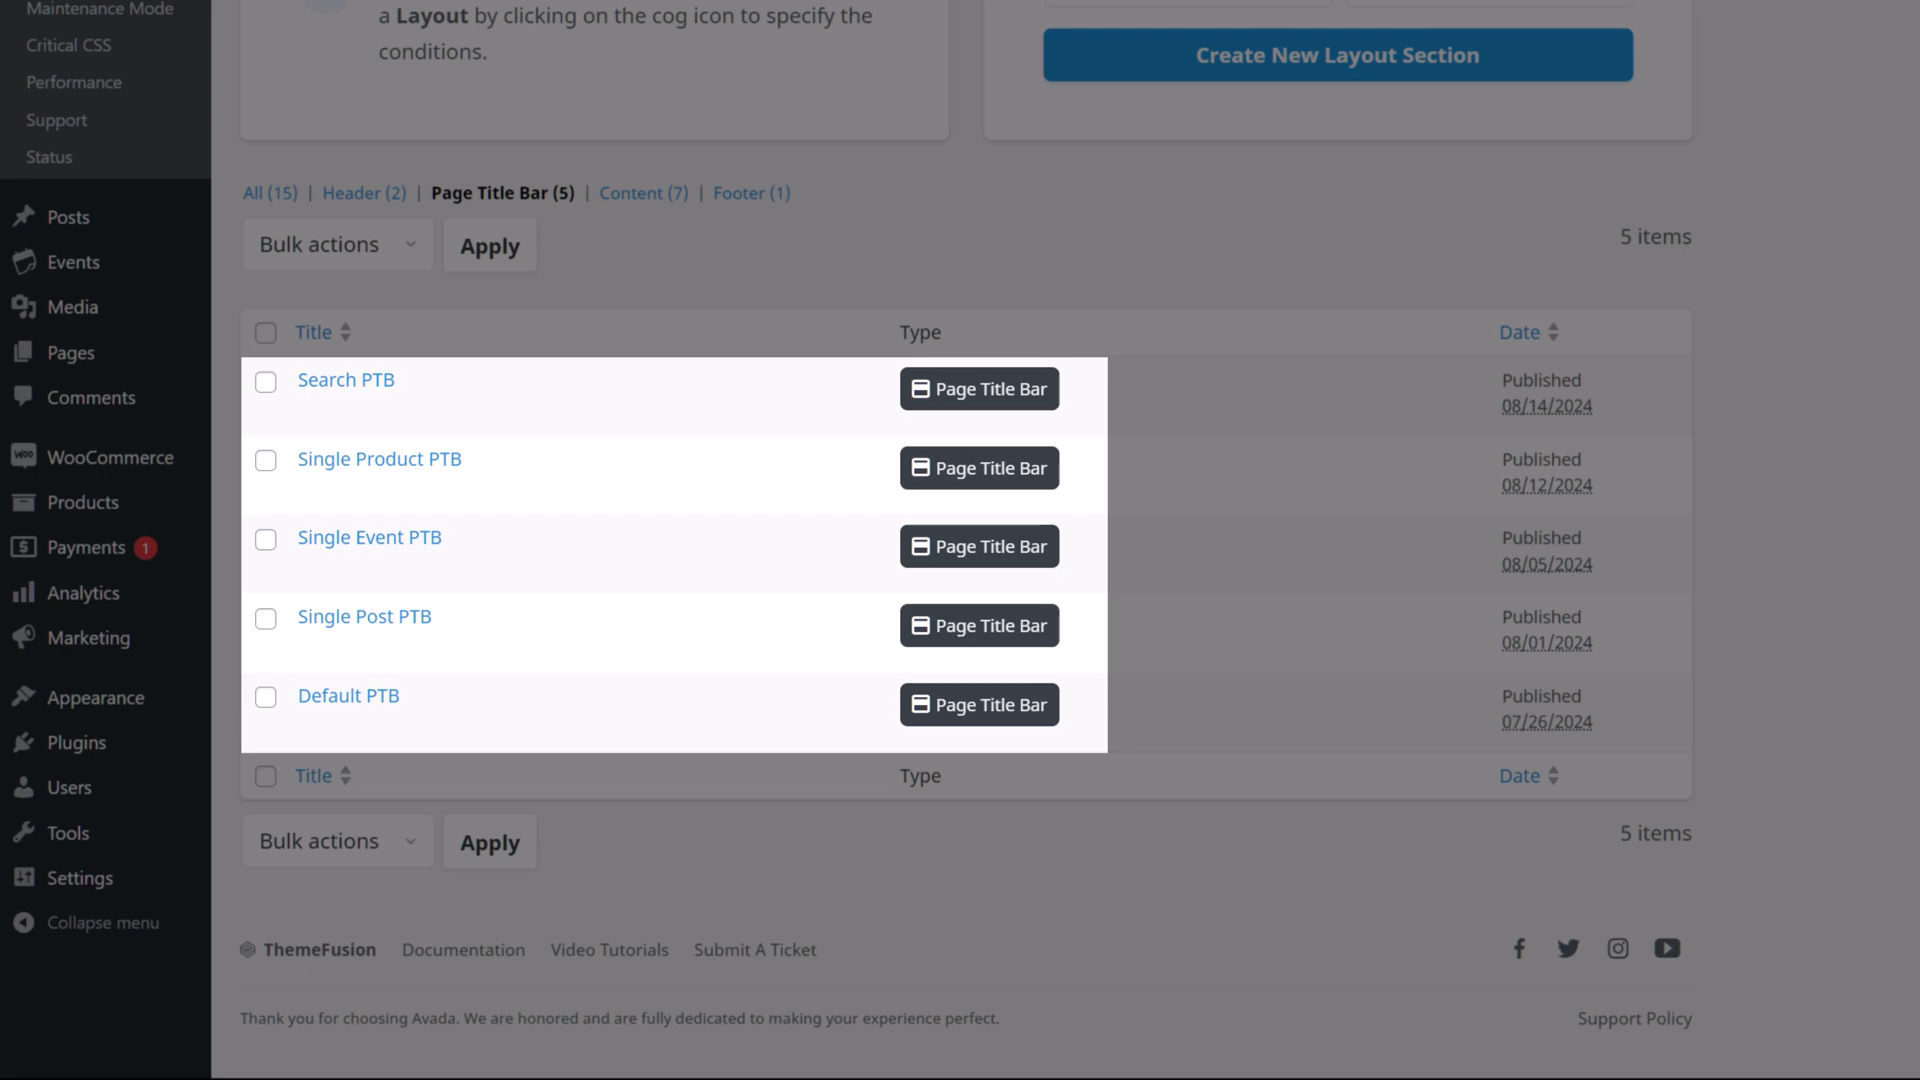 Maintenance Mode
Critical CSS
Performance
Support
Status
Posts
Events
Media
Pages
Comments
WooCommerce
Products
Payments 1
Analytics
Marketing
Appearance
Plugins
Users
Tools
Settings
Collapse menu
a Layout by clicking on the cog icon to specify the
conditions.
Create New Layout Section
All (15) | Header (2) | Page Title Bar (5) | Content (7) | Footer (1)
Bulk actions Apply
5 items
Title Type Date
Search PTB Page Title Bar Published
08/14/2024
Single Product PTB Page Title Bar Published
08/12/2024
Single Event PTB Page Title Bar Published
08/05/2024
Single Post PTB Page Title Bar Published
08/01/2024
Default PTB Page Title Bar Published
07/26/2024
Title Type Date
Bulk actions Apply
5 items
ThemeFusion Documentation Video Tutorials Submit A Ticket
Thank you for choosing Avada. We are honored and are fully dedicated to making your experience perfect.
Support Policy